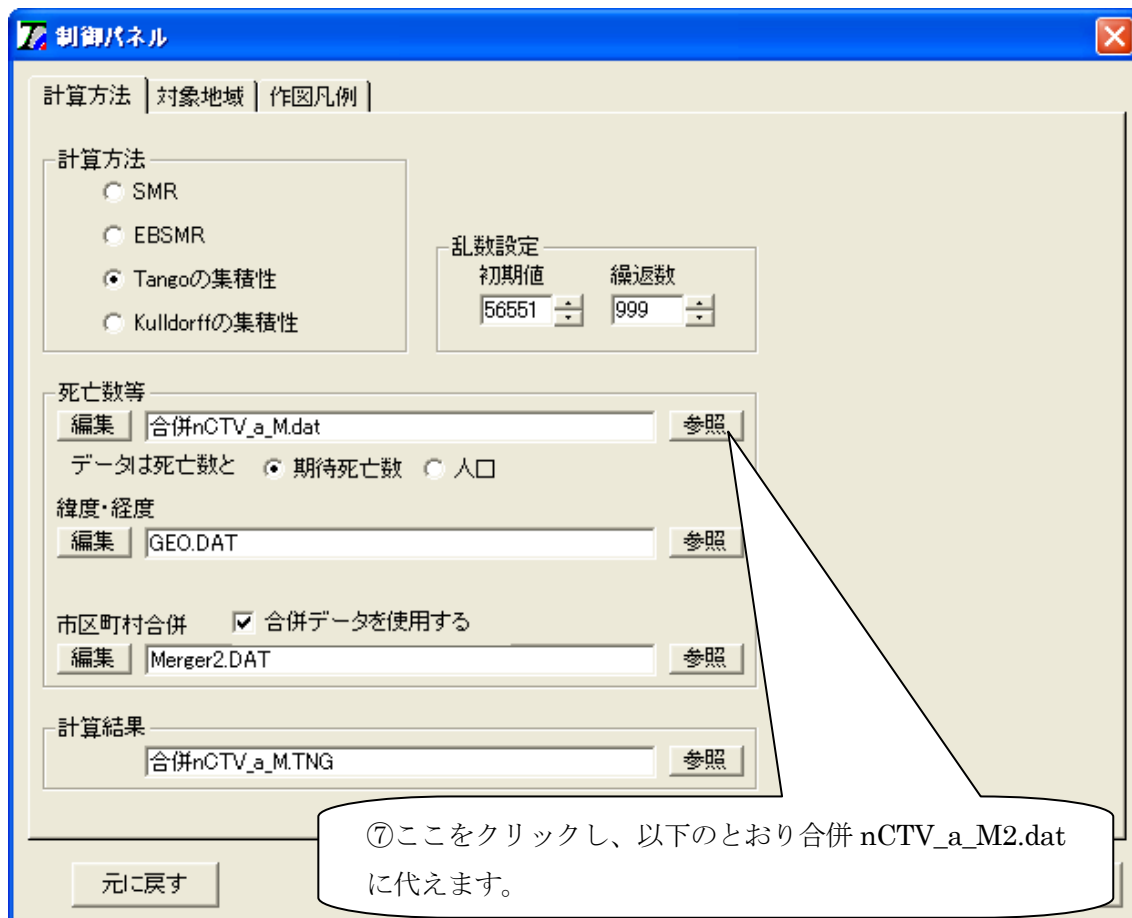 制御パネル
計算方法 対象地域 作図凡例
計算方法
SMR
EBSMR
Tangoの集積性
Kulldorffの集積性
乱数設定
初期値 繰返数
56551 999
死亡数等
編集 合併nCTV_a_M.dat 参照
データは死亡数と 期待死亡数 人口
緯度・経度
編集 GEO.DAT 参照
市区町村合併 合併データを使用する
編集 Merger2.DAT 参照
計算結果
合併nCTV_a_M.TNG 参照
⑦ここをクリックし、以下のとおり合併 nCTV_a_M2.dat
に代えます。
元に戻す